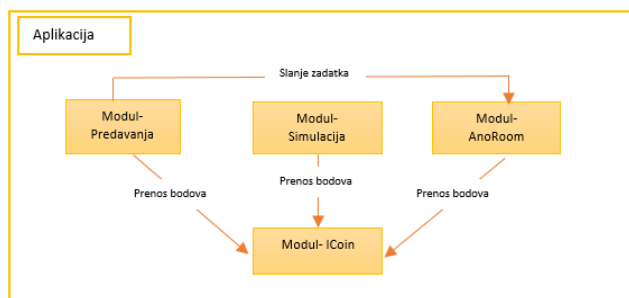 Aplikacija
Slanje zadatka
Modul-
Predavanja
Modul-
Simulacija
Modul-
AnoRoom
Prenos bodova
Prenos bodova
Prenos bodova
Modul- ICoin